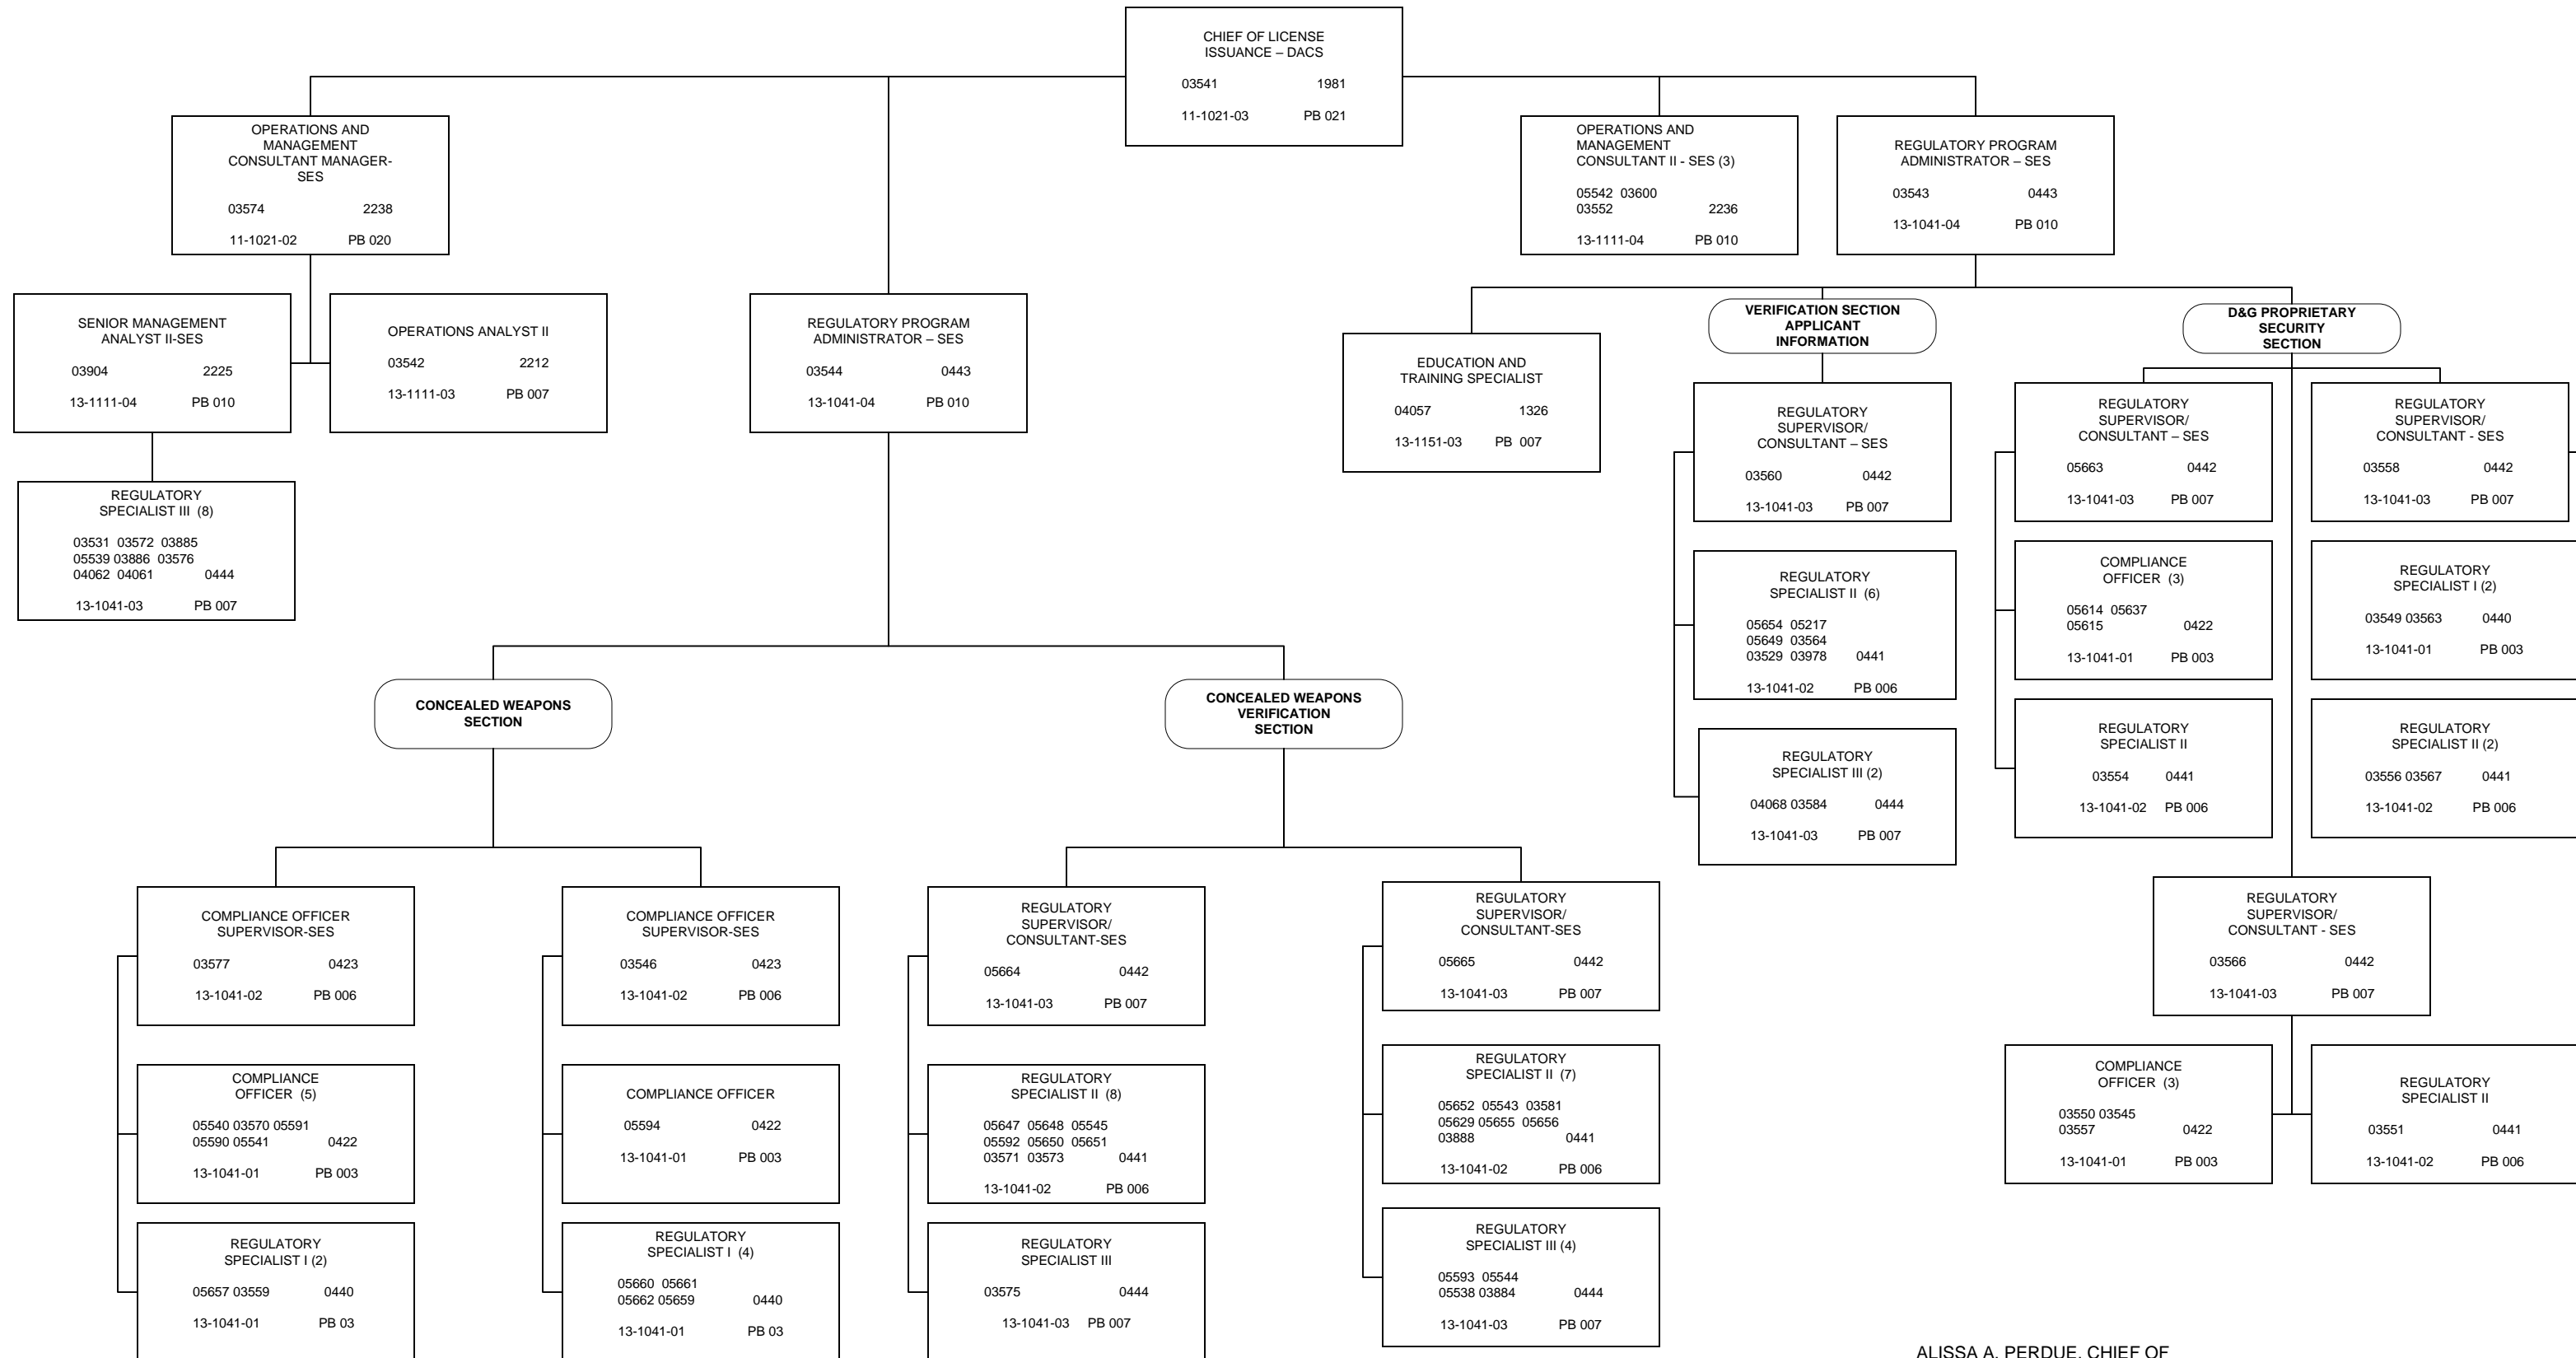 CHIEF OF LICENSE
ISSUANCE – DACS
03541 1981
11-1021-03 PB 021
OPERATIONS AND
MANAGEMENT
CONSULTANT MANAGER-
SES
03574 2238
11-1021-02 PB 020
OPERATIONS AND
MANAGEMENT
CONSULTANT II - SES (3)
05542 03600
03552 2236
13-1111-04 PB 010
REGULATORY PROGRAM
ADMINISTRATOR – SES
03543 0443
13-1041-04 PB 010
SENIOR MANAGEMENT
ANALYST II-SES
03904 2225
13-1111-04 PB 010
OPERATIONS ANALYST II
03542 2212
13-1111-03 PB 007
REGULATORY PROGRAM
ADMINISTRATOR – SES
03544 0443
13-1041-04 PB 010
REGULATORY
SPECIALIST III (8)
03531 03572 03885
05539 03886 03576
04062 04061 0444
13-1041-03 PB 007
EDUCATION AND
TRAINING SPECIALIST
04057 1326
13-1151-03 PB 007
VERIFICATION SECTION
APPLICANT
INFORMATION
REGULATORY
SUPERVISOR/
CONSULTANT – SES
03560 0442
13-1041-03 PB 007
REGULATORY
SPECIALIST II (6)
05654 05217
05649 03564
03529 03978 0441
13-1041-02 PB 006
REGULATORY
SPECIALIST III (2)
04068 03584 0444
13-1041-03 PB 007
D&G PROPRIETARY
SECURITY
SECTION
REGULATORY
SUPERVISOR/
CONSULTANT – SES
05663 0442
13-1041-03 PB 007
COMPLIANCE
OFFICER (3)
05614 05637
05615 0422
13-1041-01 PB 003
REGULATORY
SPECIALIST II
03554 0441
13-1041-02 PB 006
REGULATORY
SUPERVISOR/
CONSULTANT - SES
03558 0442
13-1041-03 PB 007
REGULATORY
SPECIALIST I (2)
03549 03563 0440
13-1041-01 PB 003
REGULATORY
SPECIALIST II (2)
03556 03567 0441
13-1041-02 PB 006
REGULATORY
SUPERVISOR/
CONSULTANT - SES
03566 0442
13-1041-03 PB 007
COMPLIANCE
OFFICER (3)
03550 03545
03557 0422
13-1041-01 PB 003
REGULATORY
SPECIALIST II
03551 0441
13-1041-02 PB 006
CONCEALED WEAPONS
SECTION
COMPLIANCE OFFICER
SUPERVISOR-SES
03577 0423
13-1041-02 PB 006
COMPLIANCE
OFFICER (5)
05540 03570 05591
05590 05541 0422
13-1041-01 PB 003
REGULATORY
SPECIALIST I (2)
05657 03559 0440
13-1041-01 PB 03
COMPLIANCE OFFICER
SUPERVISOR-SES
03546 0423
13-1041-02 PB 006
COMPLIANCE OFFICER
05594 0422
13-1041-01 PB 003
REGULATORY
SPECIALIST I (4)
05660 05661
05662 05659 0440
13-1041-01 PB 03
CONCEALED WEAPONS
VERIFICATION
SECTION
REGULATORY
SUPERVISOR/
CONSULTANT-SES
05664 0442
13-1041-03 PB 007
REGULATORY
SPECIALIST II (8)
05647 05648 05545
05592 05650 05651
03571 03573 0441
13-1041-02 PB 006
REGULATORY
SPECIALIST III
03575 0444
13-1041-03 PB 007
REGULATORY
SUPERVISOR/
CONSULTANT-SES
05665 0442
13-1041-03 PB 007
REGULATORY
SPECIALIST II (7)
05652 05543 03581
05629 05655 05656
03888 0441
13-1041-02 PB 006
REGULATORY
SPECIALIST III (4)
05593 05544
05538 03884 0444
13-1041-03 PB 007
ALISSA A. PERDUE, CHIEF OF